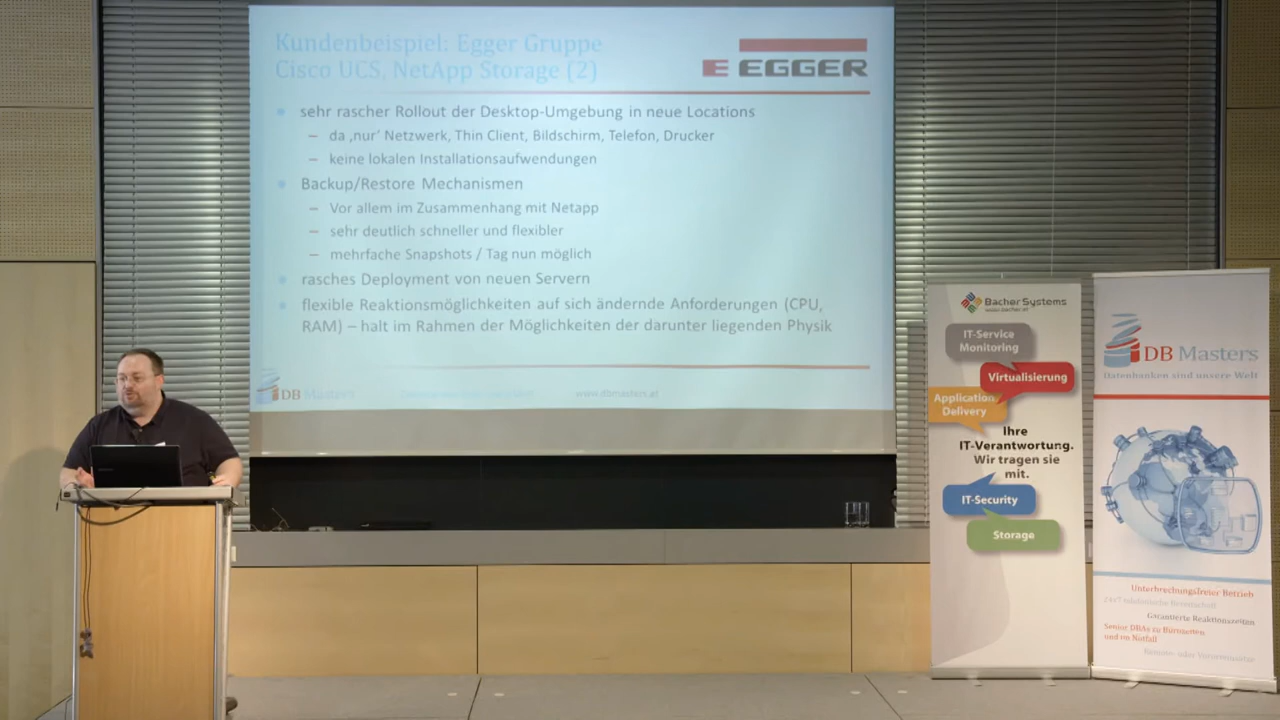 Kundenbeispiel: Egger Gruppe
Cisco UCS, NetApp Storage (2)
E EGGER
sehr rascher Rollout der Desktop-Umgebung in neue Locations
– da ‚nur' Netzwerk, Thin Client, Bildschirm, Telefon, Drucker
– keine lokalen Installationsaufwendungen
Backup/Restore Mechanismen
– Vor allem im Zusammenhang mit Netapp
– sehr deutlich schneller und flexibler
– mehrfache Snapshots / Tag nun möglich
rasches Deployment von neuen Servern
flexible Reaktionsmöglichkeiten auf sich ändernde Anforderungen (CPU,
RAM) – halt im Rahmen der Möglichkeiten der darunter liegenden Physik
DB Masters
www.dbmasters.at
Bacher Systems
www.bacher.at
IT-Service
Monitoring
Virtualisierung
Application
Delivery
Ihre
IT-Verantwortung.
Wir tragen sie
mit.
IT-Security
Storage
DB Masters
Datenbanken sind unsere Welt
Unterbrechungsfreier Betrieb
Garantierte Reaktionszeiten
Senior DBAs zu Bürozeiten
und im Notfall